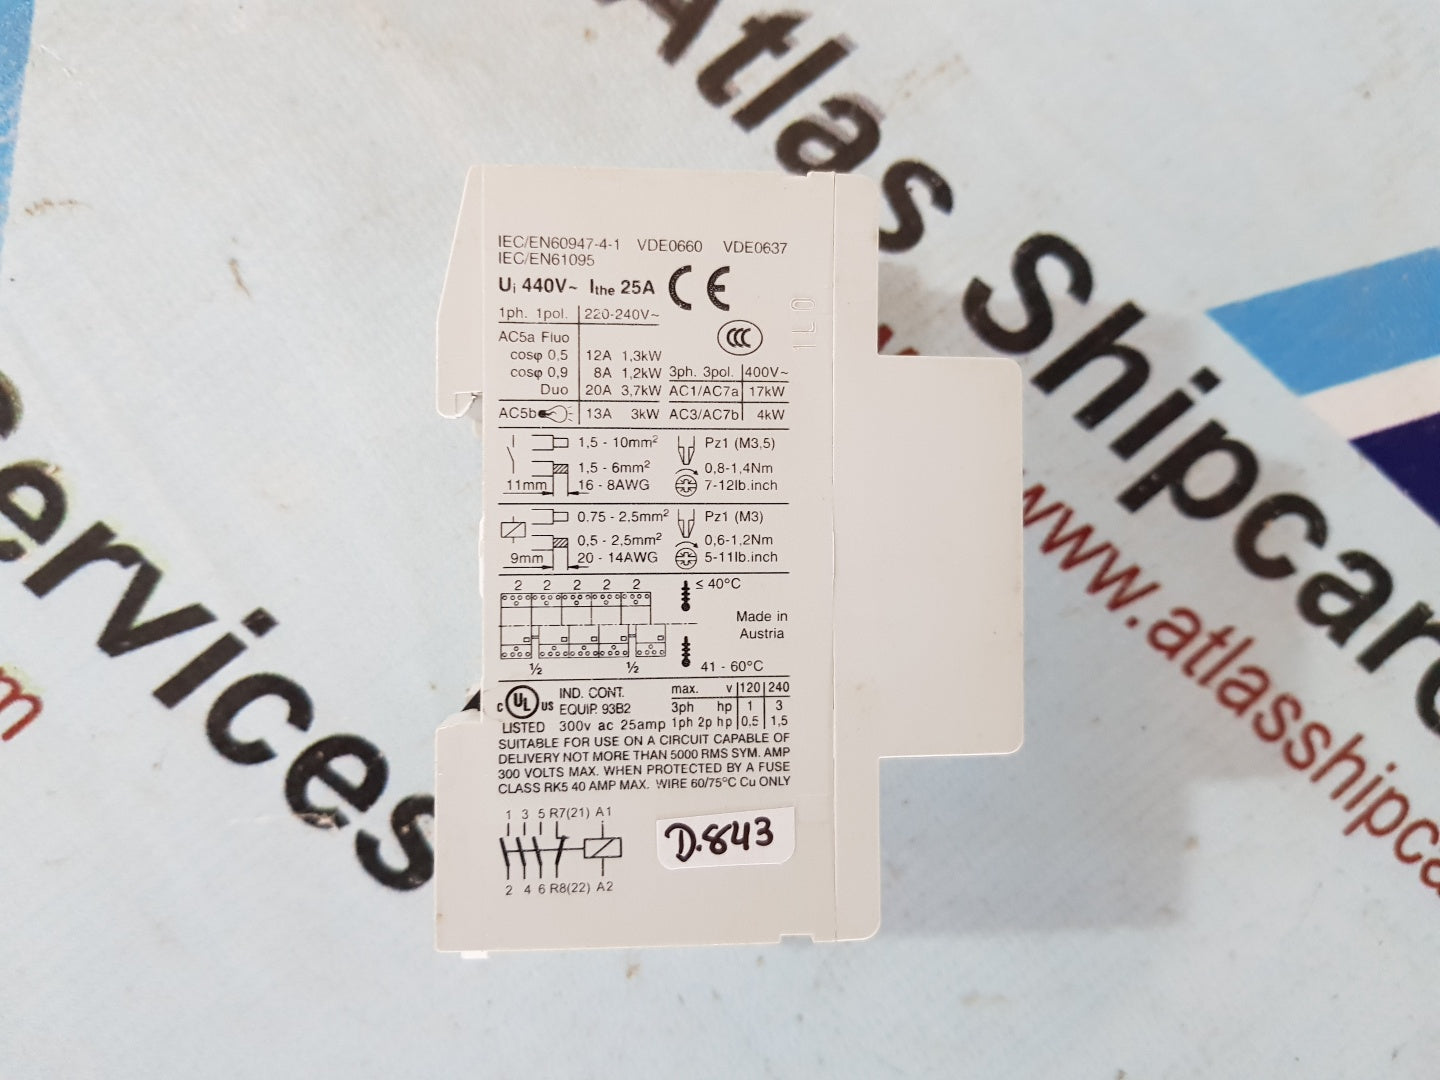 Atlas Shipcare
Services
www.atlasshipca
m
IEC/EN60947-4-1 VDE0660 VDE0637
IEC/EN61095
Ui 440V~ Ithe 25A CE
1ph. 1pol. 220-240V~
CCC
1L0
AC5a Fluo
cosφ 0,5 12A 1,3kW
cosφ 0,9 8A 1,2kW 3ph. 3pol. 400V~
Duo 20A 3,7kW AC1/AC7a 17kW
AC5b 13A 3kW AC3/AC7b 4kW
1,5 - 10mm² Pz1 (M3,5)
1,5 - 6mm² 0,8-1,4Nm
11mm 16 - 8AWG 7-12lb.inch
0.75 - 2,5mm² Pz1 (M3)
0,5 - 2,5mm² 0,6-1,2Nm
9mm 20 - 14AWG 5-11lb.inch
2 2 2 2 2 ≤ 40°C
Made in
Austria
½ ½ 41 - 60°C
c UL us IND. CONT. max. v 120 240
EQUIP. 93B2 3ph hp 1 3
LISTED 300v ac 25amp 1ph 2p hp 0,5 1,5
SUITABLE FOR USE ON A CIRCUIT CAPABLE OF
DELIVERY NOT MORE THAN 5000 RMS SYM. AMP
300 VOLTS MAX. WHEN PROTECTED BY A FUSE
CLASS RK5 40 AMP MAX. WIRE 60/75°C Cu ONLY
1 3 5 R7(21) A1
D.843
2 4 6 R8(22) A2